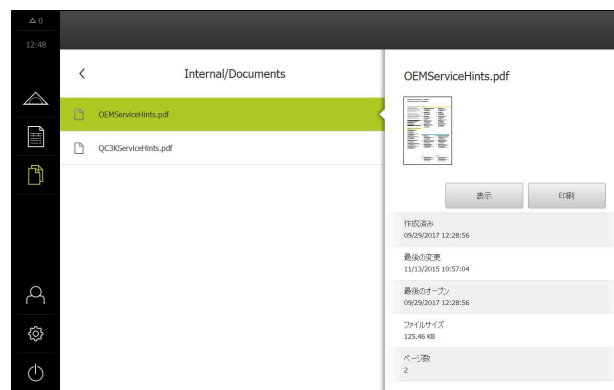 0
12:48
Internal/Documents
OEMServiceHints.pdf
QC3KServiceHints.pdf
OEMServiceHints.pdf
表示
印刷
作成済み
09/29/2017 12:28:56
最後の変更
11/13/2015 10:57:04
最後のオープン
09/29/2017 12:28:56
ファイルサイズ
125.46 KB
ページ数
2